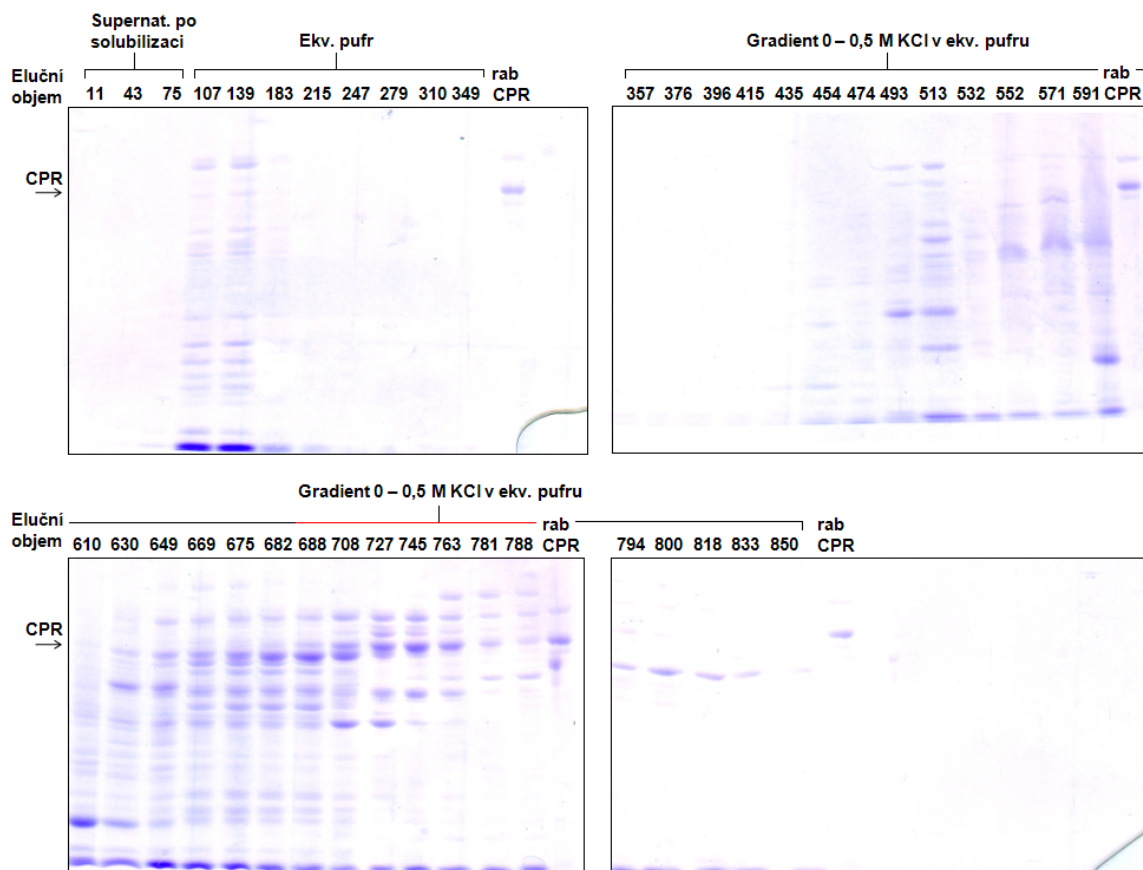 Supernat. po
solubilizaci
Ekv. pufr
Eluční
objem
11 43 75 107 139 183 215 247 279 310 349
rab
CPR
CPR
Gradient 0 – 0,5 M KCl v ekv. pufru
357 376 396 415 435 454 474 493 513 532 552 571 591
rab
CPR
Gradient 0 – 0,5 M KCl v ekv. pufru
Eluční
objem
610 630 649 669 675 682 688 708 727 745 763 781 788
rab
CPR
CPR
794 800 818 833 850
rab
CPR